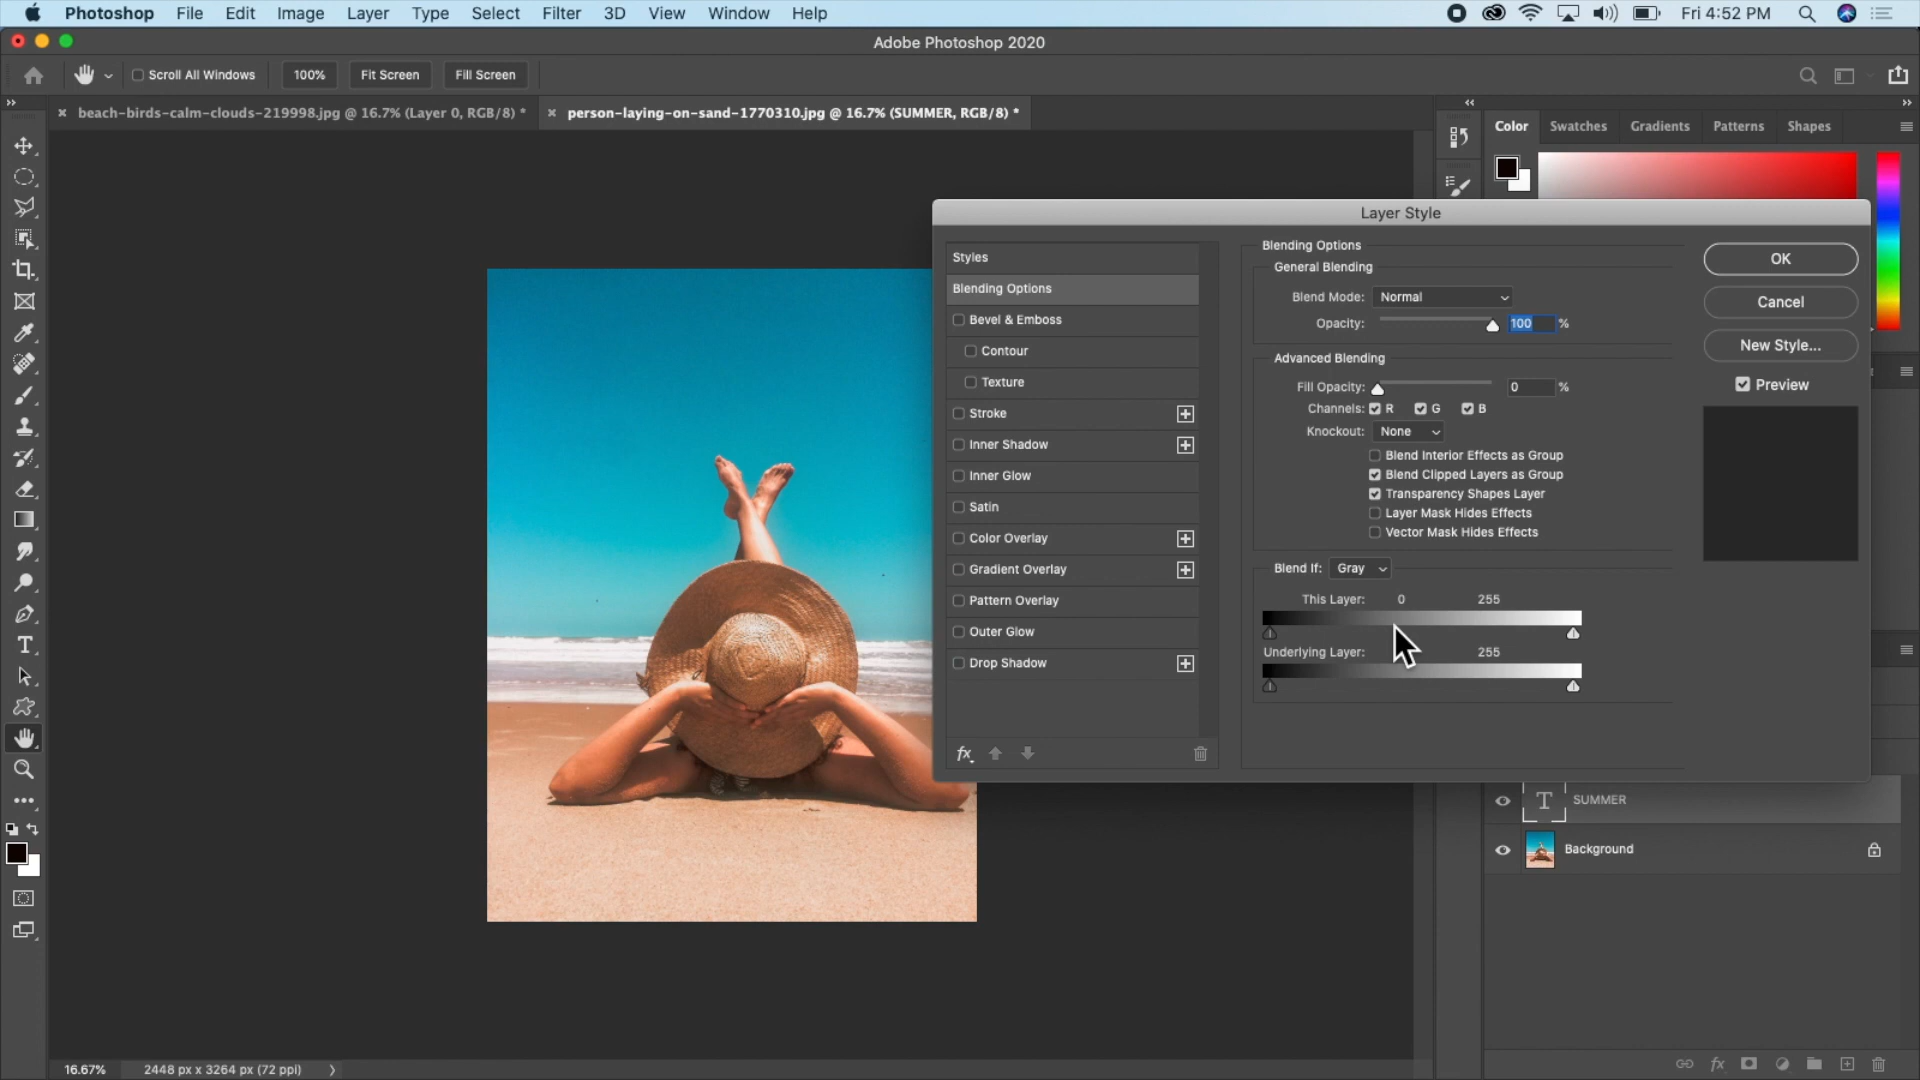 Photoshop File Edit Image Layer Type Select Filter 3D View Window Help Fri 4:52 PM
Adobe Photoshop 2020
Scroll All Windows 100% Fit Screen Fill Screen
beach-birds-calm-clouds-219998.jpg @ 16.7% (Layer 0, RGB/8) * person-laying-on-sand-1770310.jpg @ 16.7% (SUMMER, RGB/8) *
Color Swatches Gradients Patterns Shapes
Layer Style
Styles
Blending Options
Bevel & Emboss
Contour
Texture
Stroke
Inner Shadow
Inner Glow
Satin
Color Overlay
Gradient Overlay
Pattern Overlay
Outer Glow
Drop Shadow
fx
Blending Options
General Blending
Blend Mode: Normal
Opacity: 100 %
Advanced Blending
Fill Opacity: 0 %
Channels: R G B
Knockout: None
Blend Interior Effects as Group
Blend Clipped Layers as Group
Transparency Shapes Layer
Layer Mask Hides Effects
Vector Mask Hides Effects
Blend If: Gray
This Layer: 0 255
Underlying Layer: 255
OK
Cancel
New Style...
Preview
T SUMMER
Background
16.67% 2448 px x 3264 px (72 ppi)
fx